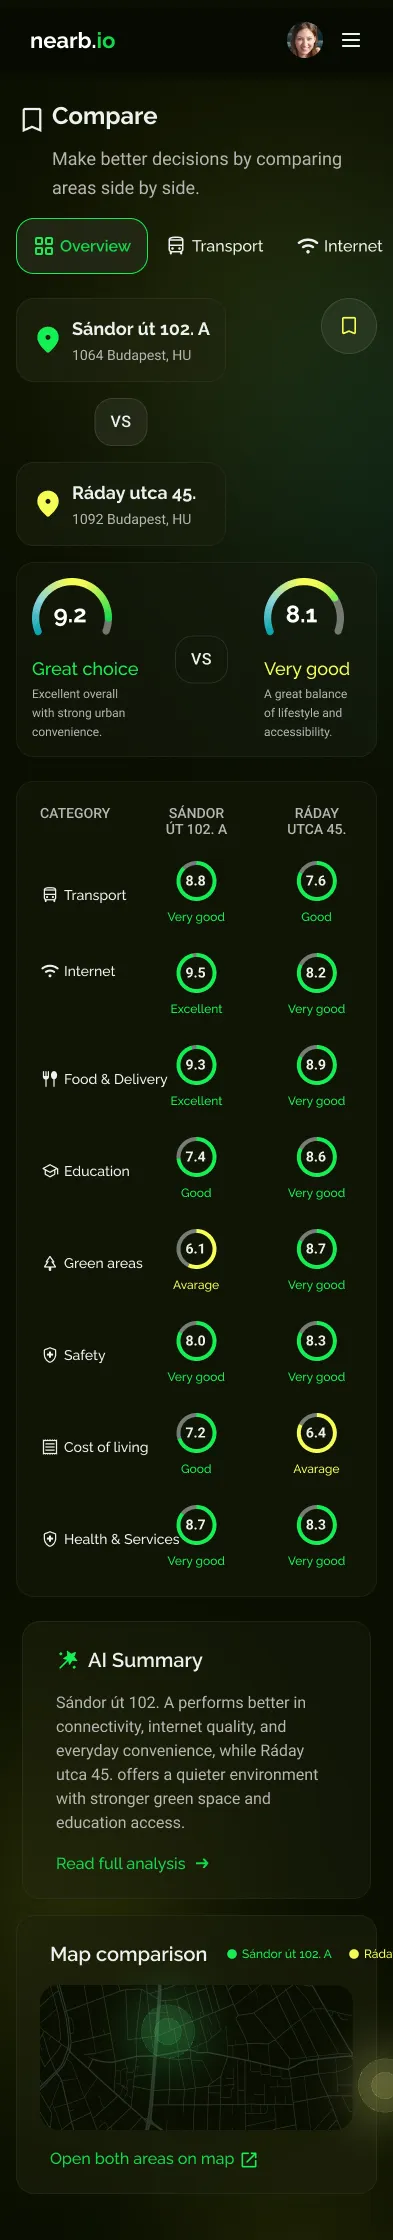 nearb.io
Compare
Make better decisions by comparing
areas side by side.
Overview
Transport
Internet
Sándor út 102. A
1064 Budapest, HU
VS
Ráday utca 45.
1092 Budapest, HU
9.2
Great choice
Excellent overall
with strong urban
convenience.
VS
8.1
Very good
A great balance
of lifestyle and
accessibility.
CATEGORY
SÁNDOR
ÚT 102. A
RÁDAY
UTCA 45.
Transport
8.8
Very good
7.6
Good
Internet
9.5
Excellent
8.2
Very good
Food & Delivery
9.3
Excellent
8.9
Very good
Education
7.4
Good
8.6
Very good
Green areas
6.1
Avarage
8.7
Very good
Safety
8.0
Very good
8.3
Very good
Cost of living
7.2
Good
6.4
Avarage
Health & Services
8.7
Very good
8.3
Very good
AI Summary
Sándor út 102. A performs better in
connectivity, internet quality, and
everyday convenience, while Ráday
utca 45. offers a quieter environment
with stronger green space and
education access.
Read full analysis
Map comparison
Sándor út 102. A
Ráda
Open both areas on map